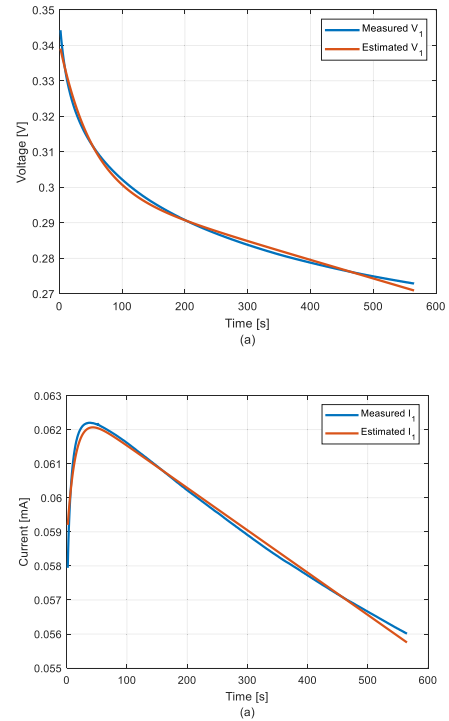 0.35
0.34
0.33
0.32
0.31
0.3
0.29
0.28
0.27
Voltage [V]
Measured V1
Estimated V1
0 100 200 300 400 500 600
Time [s]
(a)
0.063
0.062
0.061
0.06
0.059
0.058
0.057
0.056
0.055
Current [mA]
Measured I1
Estimated I1
0 100 200 300 400 500 600
Time [s]
(a)